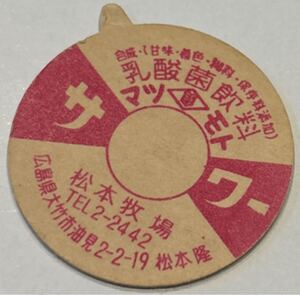 合成(甘味・着色・糊料・保存料添加)
乳酸菌飲料
マツ モト
サワー
松本牧場
TEL2-2442
広島県大竹市油見2-2-19 松本隆